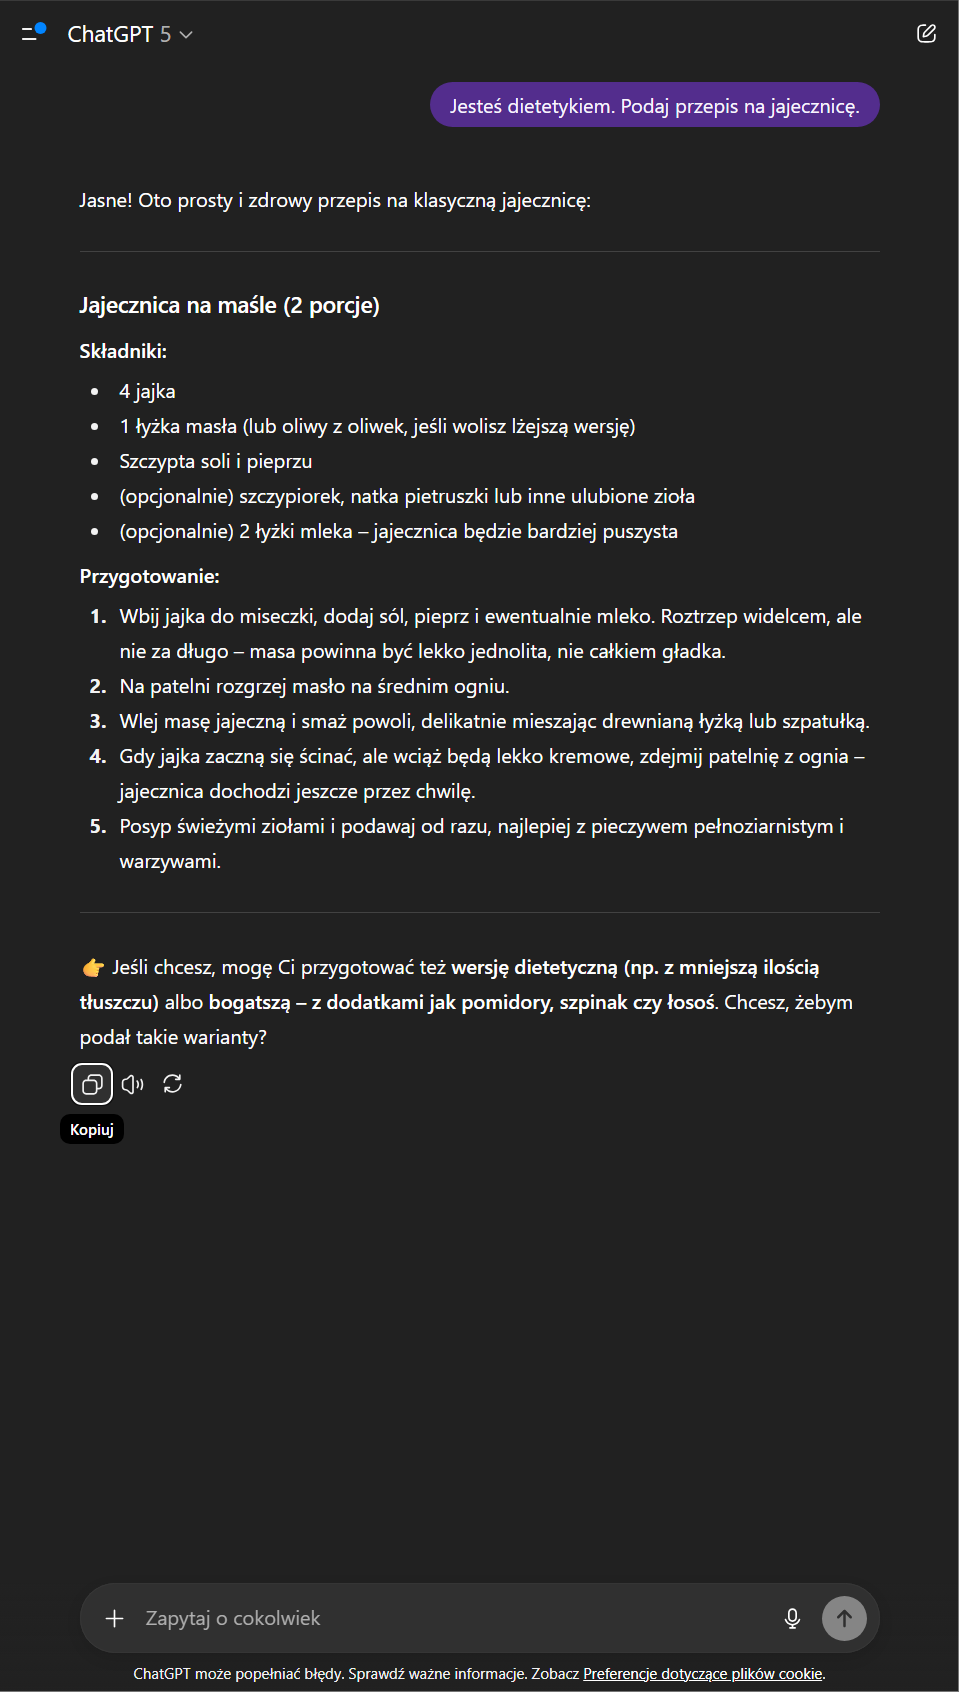 ChatGPT 5
Jesteś dietetykiem. Podaj przepis na jajecznicę.
Jasne! Oto prosty i zdrowy przepis na klasyczną jajecznicę:
Jajecznica na maśle (2 porcje)
Składniki:
• 4 jajka
• 1 łyżka masła (lub oliwy z oliwek, jeśli wolisz lżejszą wersję)
• Szczypta soli i pieprzu
• (opcjonalnie) szczypiorek, natka pietruszki lub inne ulubione zioła
• (opcjonalnie) 2 łyżki mleka – jajecznica będzie bardziej puszysta
Przygotowanie:
1. Wbij jajka do miseczki, dodaj sól, pieprz i ewentualnie mleko. Roztrzep widelcem, ale
nie za długo – masa powinna być lekko jednolita, nie całkiem gładka.
2. Na patelni rozgrzej masło na średnim ogniu.
3. Wlej masę jajeczną i smaż powoli, delikatnie mieszając drewnianą łyżką lub szpatułką.
4. Gdy jajka zaczną się ścinać, ale wciąż będą lekko kremowe, zdejmij patelnię z ognia –
jajecznica dochodzi jeszcze przez chwilę.
5. Posyp świeżymi ziołami i podawaj od razu, najlepiej z pieczywem pełnoziarnistym i
warzywami.
👉 Jeśli chcesz, mogę Ci przygotować też wersję dietetyczną (np. z mniejszą ilością
tłuszczu) albo bogatszą – z dodatkami jak pomidory, szpinak czy łosoś. Chcesz, żebym
podał takie warianty?
Kopiuj
Zapytaj o cokolwiek
ChatGPT może popełniać błędy. Sprawdź ważne informacje. Zobacz Preferencje dotyczące plików cookie.